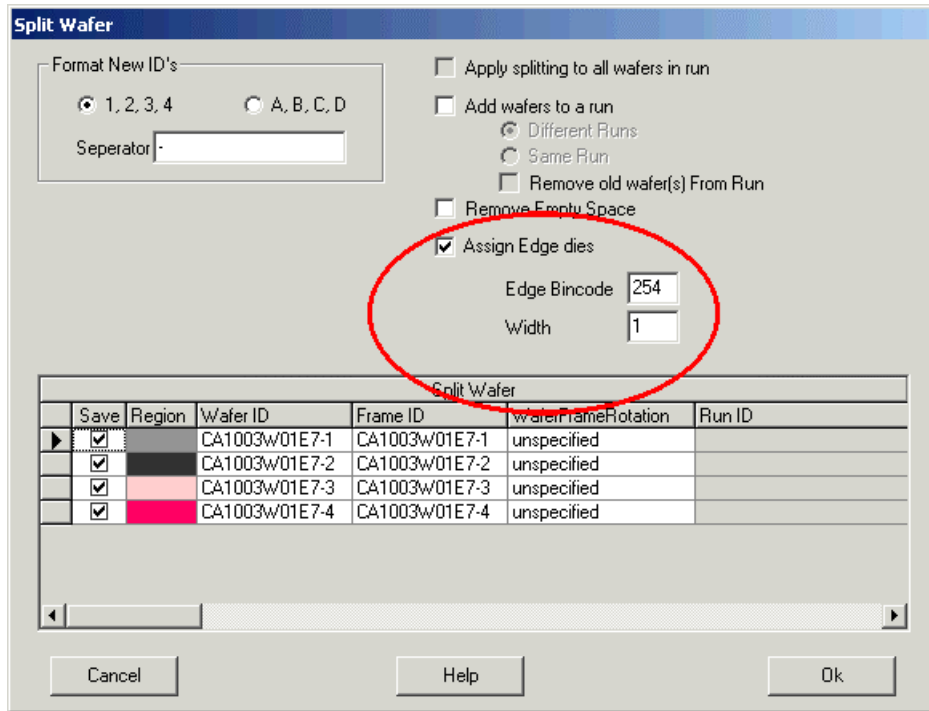 Split Wafer
Format New ID's
1, 2, 3, 4 A, B, C, D
Seperator -
Apply splitting to all wafers in run
Add wafers to a run
Different Runs
Same Run
Remove old wafer(s) From Run
Remove Empty Space
Assign Edge dies
Edge Bincode 254
Width 1
Split Wafer
Save Region Wafer ID Frame ID WaferFrameRotation Run ID
CA1003W01E7-1 CA1003W01E7-1 unspecified
CA1003W01E7-2 CA1003W01E7-2 unspecified
CA1003W01E7-3 CA1003W01E7-3 unspecified
CA1003W01E7-4 CA1003W01E7-4 unspecified
Cancel Help Ok